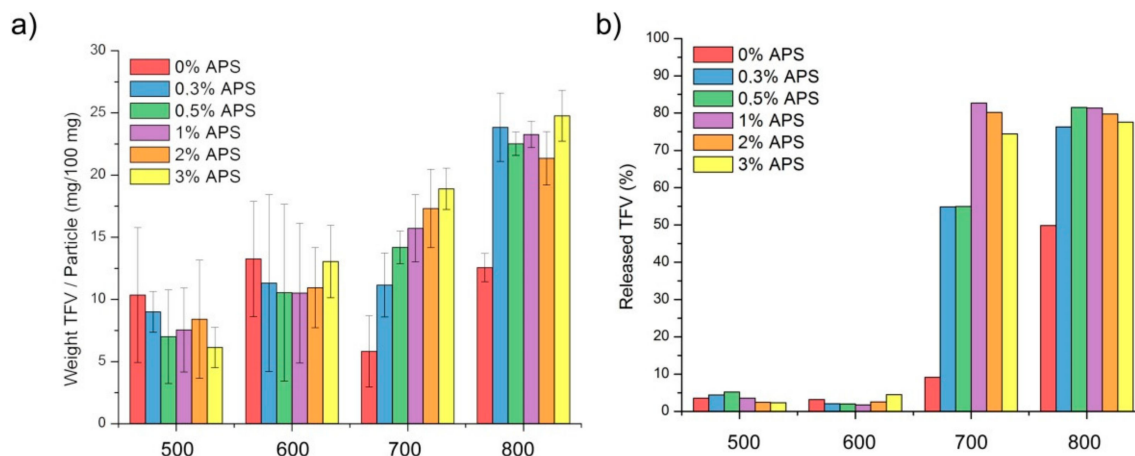 a)
Weight TFV / Particle (mg/100 mg)
30
25
20
15
10
5
0
0% APS
0.3% APS
0.5% APS
1% APS
2% APS
3% APS
500 600 700 800
b)
Released TFV (%)
100
90
80
70
60
50
40
30
20
10
0
0% APS
0.3% APS
0.5% APS
1% APS
2% APS
3% APS
500 600 700 800